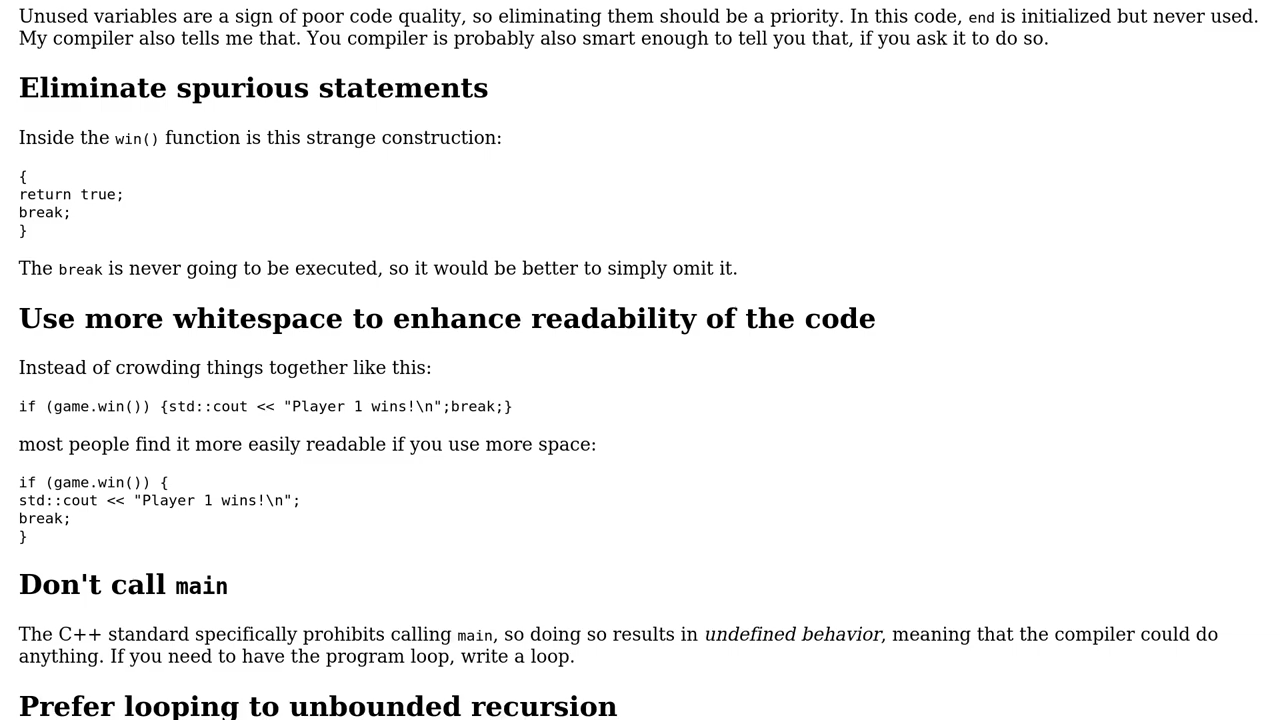 Unused variables are a sign of poor code quality, so eliminating them should be a priority. In this code, end is initialized but never used.
My compiler also tells me that. You compiler is probably also smart enough to tell you that, if you ask it to do so.
Eliminate spurious statements
Inside the win() function is this strange construction:
{
return true;
break;
}
The break is never going to be executed, so it would be better to simply omit it.
Use more whitespace to enhance readability of the code
Instead of crowding things together like this:
if (game.win()) {std::cout << "Player 1 wins!\n";break;}
most people find it more easily readable if you use more space:
if (game.win()) {
std::cout << "Player 1 wins!\n";
break;
}
Don't call main
The C++ standard specifically prohibits calling main, so doing so results in undefined behavior, meaning that the compiler could do
anything. If you need to have the program loop, write a loop.
Prefer looping to unbounded recursion